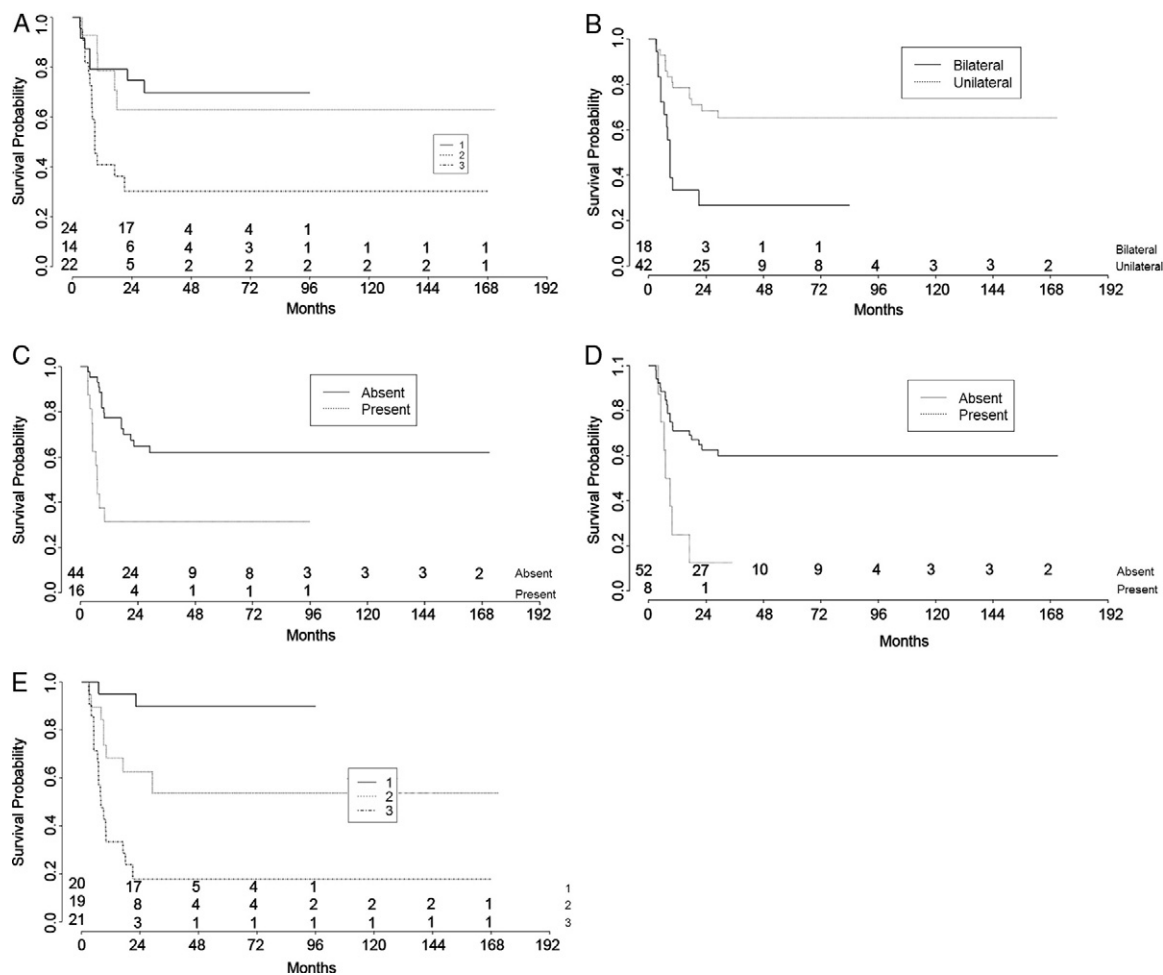 A
Survival Probability
0.0 0.2 0.4 0.6 0.8 1.0
1
2
3
24 17 4 4 1
14 6 4 3 1 1 1 1
22 5 2 2 2 2 2 1
0 24 48 72 96 120 144 168 192
Months
B
Survival Probability
0.0 0.2 0.4 0.6 0.8 1.0
Bilateral
Unilateral
18 3 1 1 Bilateral
42 25 9 8 4 3 3 2 Unilateral
0 24 48 72 96 120 144 168 192
Months
C
Survival Probability
0.0 0.2 0.4 0.6 0.8 1.0
Absent
Present
44 24 9 8 3 3 3 2 Absent
16 4 1 1 1 Present
0 24 48 72 96 120 144 168 192
Months
D
Survival Probability
0.0 0.2 0.4 0.6 0.8 1.1
Absent
Present
52 27 10 9 4 3 3 2 Absent
8 1 Present
0 24 48 72 96 120 144 168 192
Months
E
Survival Probability
0.0 0.2 0.4 0.6 0.8 1.0
1
2
3
20 17 5 4 1 1
19 8 4 4 2 2 2 1 2
21 3 1 1 1 1 1 1 3
0 24 48 72 96 120 144 168 192
Months